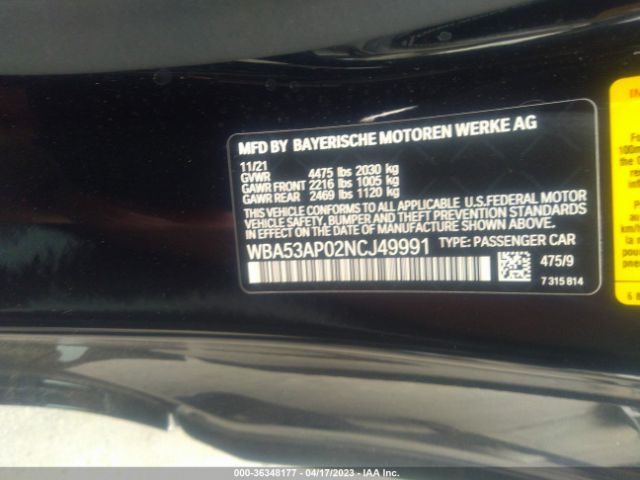 MFD BY BAYERISCHE MOTOREN WERKE AG
11/21
GVWR 4475 lbs 2030 kg
GAWR FRONT 2216 lbs 1005 kg
GAWR REAR 2469 lbs 1120 kg
THIS VEHICLE CONFORMS TO ALL APPLICABLE U.S.FEDERAL MOTOR
VEHICLE SAFETY, BUMPER AND THEFT PREVENTION STANDARDS
IN EFFECT ON THE DATE OF MANUFACTURE SHOWN ABOVE.
WBA53AP02NCJ49991 TYPE: PASSENGER CAR
475/9
7 315 814
000-36348177 - 04/17/2023 - IAA Inc.